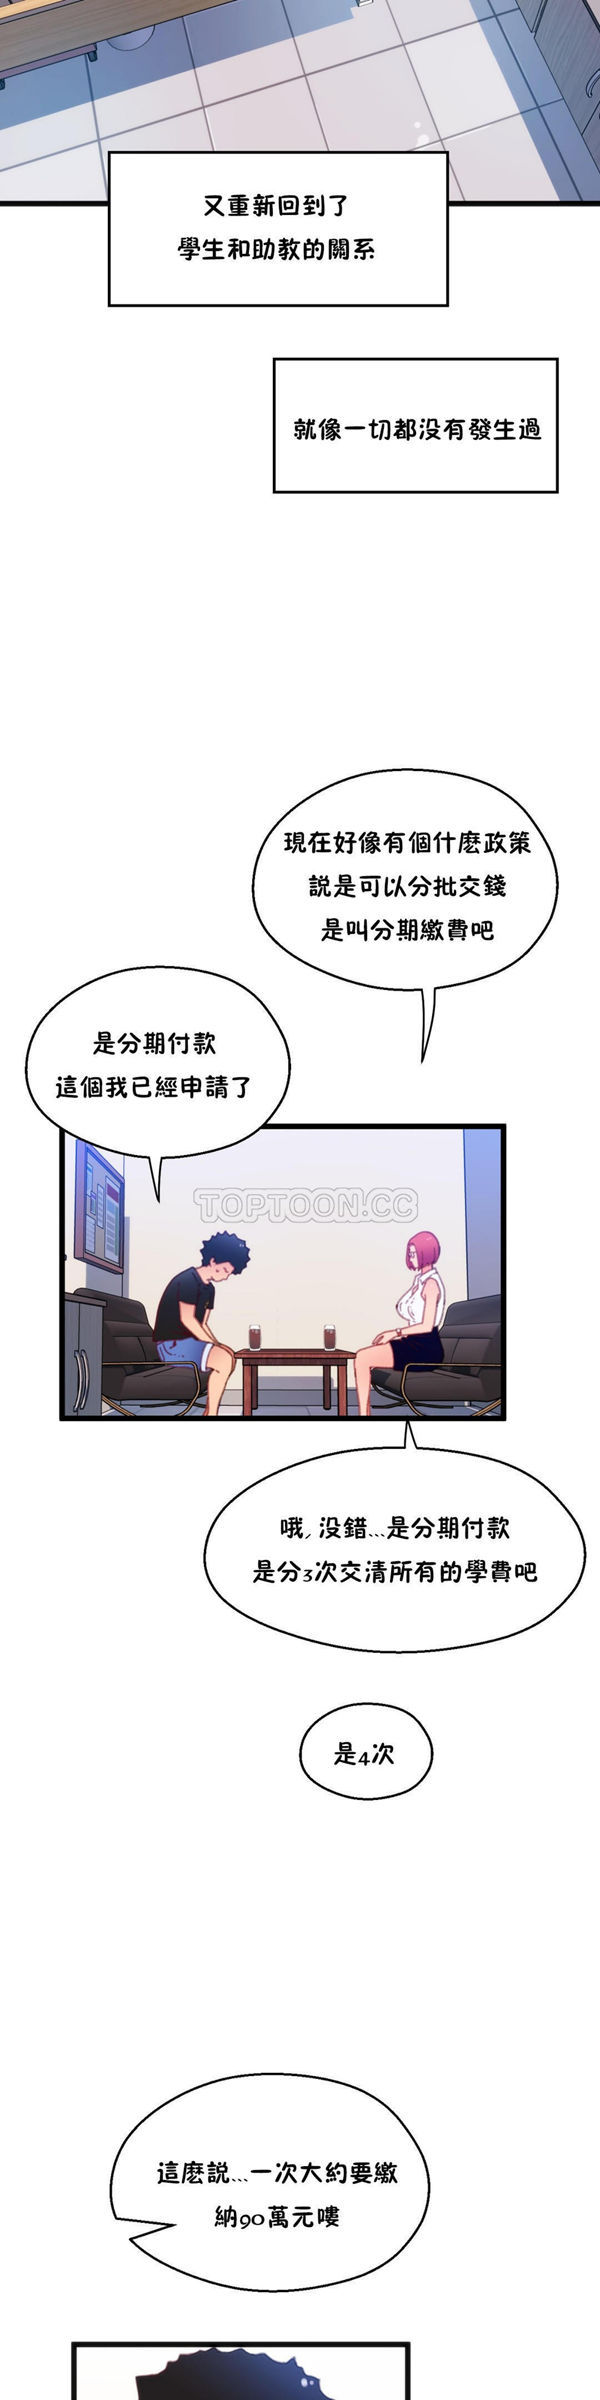 又重新回到了
學生和助教的關系
就像一切都没有發生過
現在好像有個什麽政策
説是可以分批交錢
是叫分期繳費吧
是分期付款
這個我已經申請了
TOPTOON.CC
哦, 没錯...是分期付款
是分3次交清所有的學費吧
是4次
這麽説...一次大約要繳
納90萬元嘍